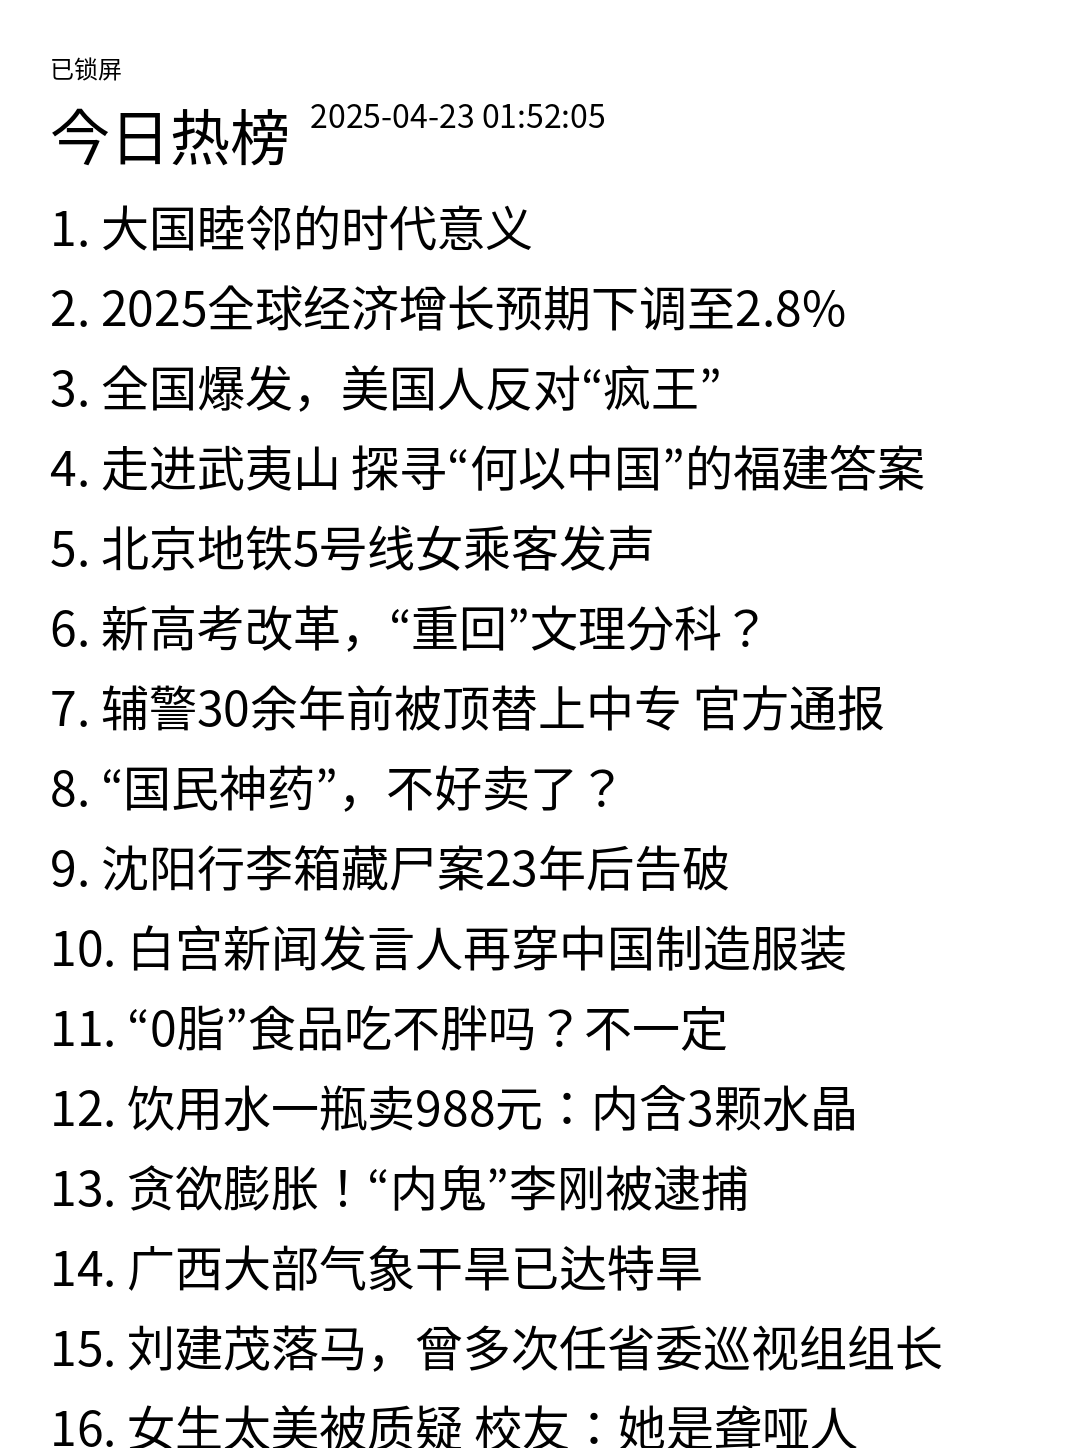 已锁屏
今日热榜 2025-04-23 01:52:05
1. 大国睦邻的时代意义
2. 2025全球经济增长预期下调至2.8%
3. 全国爆发，美国人反对“疯王”
4. 走进武夷山 探寻“何以中国”的福建答案
5. 北京地铁5号线女乘客发声
6. 新高考改革，“重回”文理分科？
7. 辅警30余年前被顶替上中专 官方通报
8. “国民神药”，不好卖了？
9. 沈阳行李箱藏尸案23年后告破
10. 白宫新闻发言人再穿中国制造服装
11. “0脂”食品吃不胖吗？不一定
12. 饮用水一瓶卖988元：内含3颗水晶
13. 贪欲膨胀！“内鬼”李刚被逮捕
14. 广西大部气象干旱已达特旱
15. 刘建茂落马，曾多次任省委巡视组组长
16. 女生太美被质疑 校友：她是聋哑人